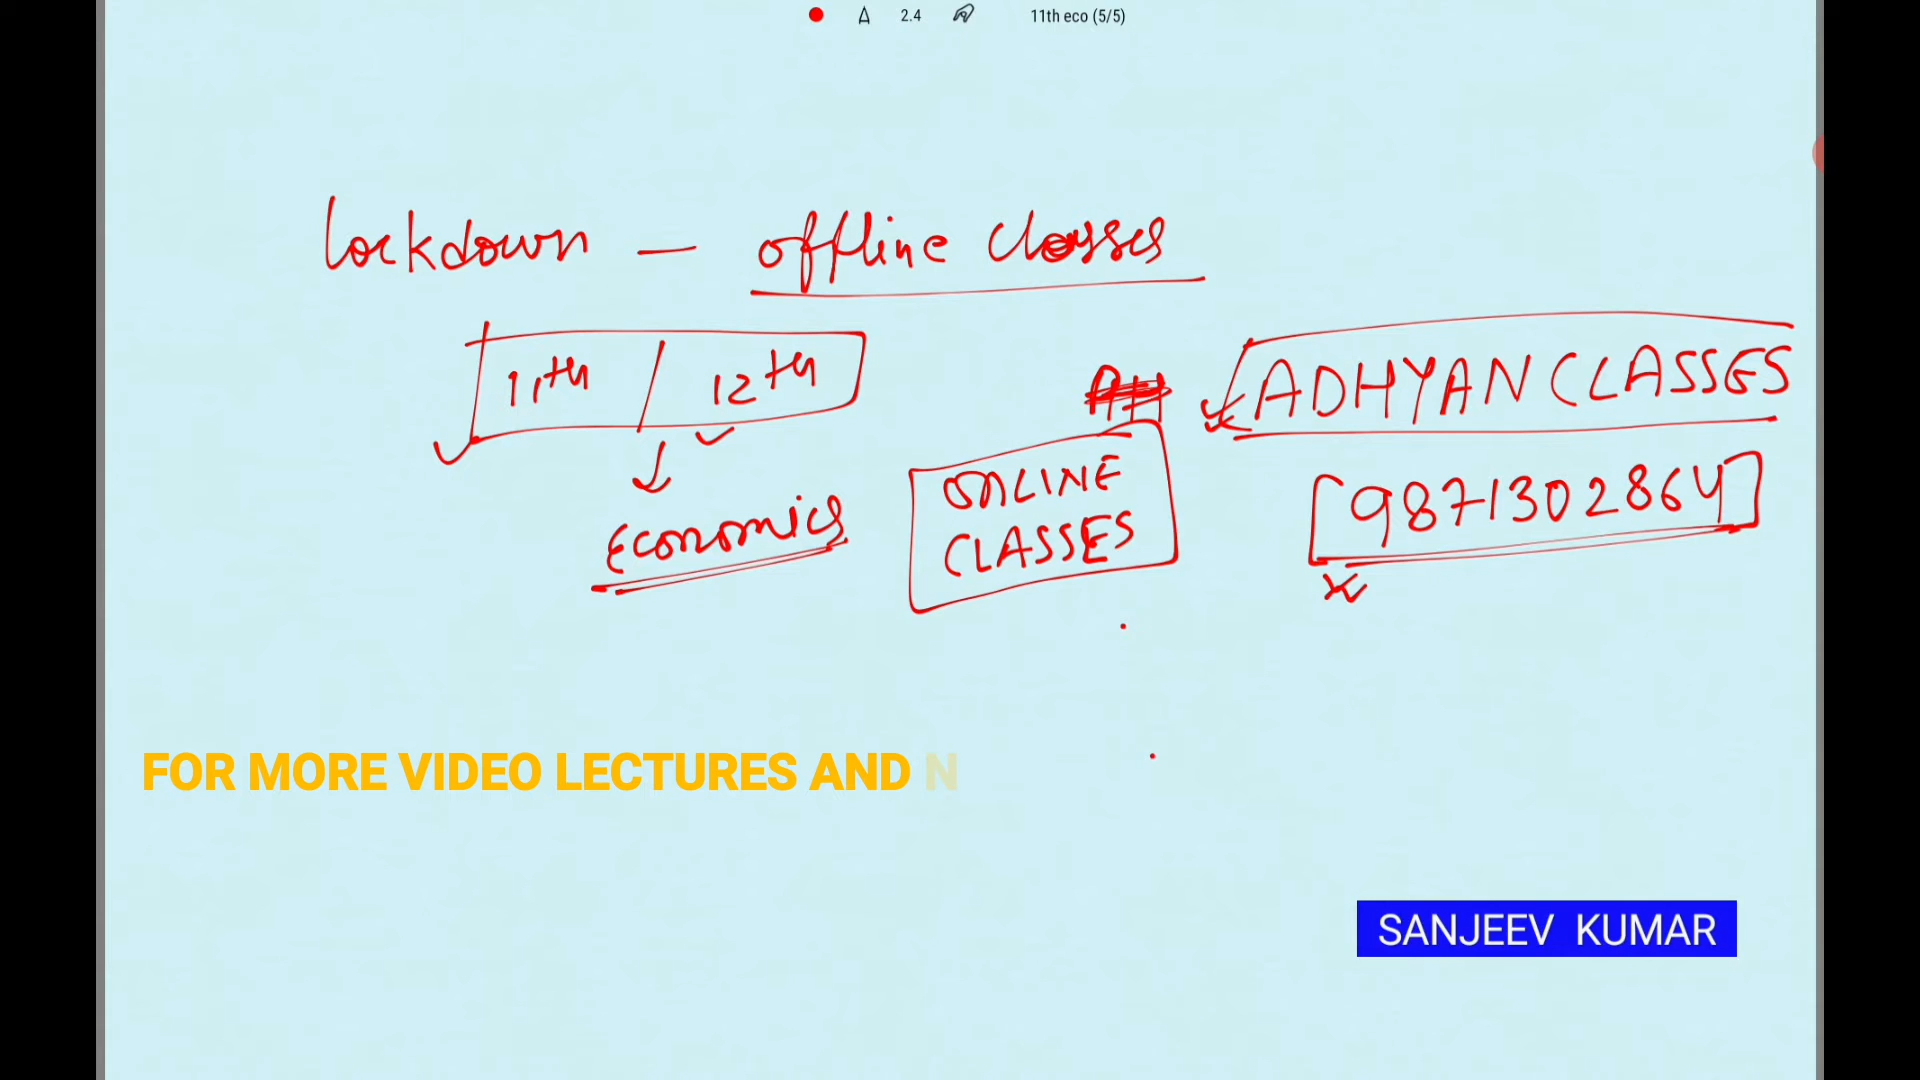 2.4 11th eco (5/5)
lockdown — offline classes
11th / 12th
ADHYAN CLASSES
ONLINE
CLASSES
9871302864
economics
FOR MORE VIDEO LECTURES AND N
SANJEEV KUMAR